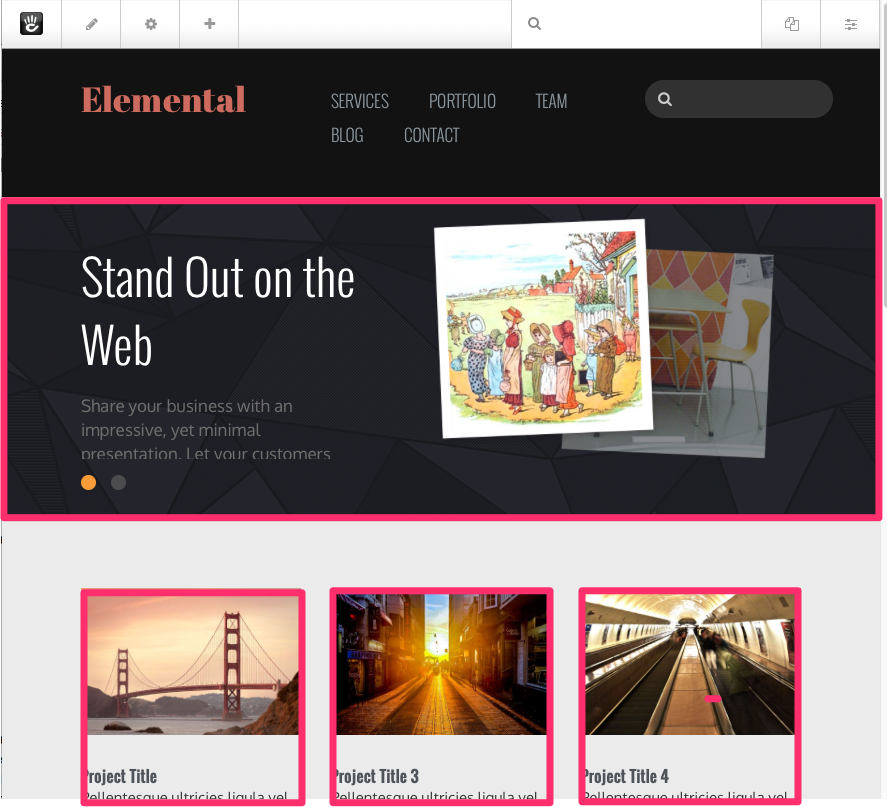 Elemental
SERVICES PORTFOLIO TEAM
BLOG CONTACT
Stand Out on the
Web
Share your business with an
impressive, yet minimal
presentation. Let your customers
Project Title
Pellentesque ultricies ligula vel
Project Title 3
Pellentesque ultricies ligula vel
Project Title 4
Pellentesque ultricies ligula vel